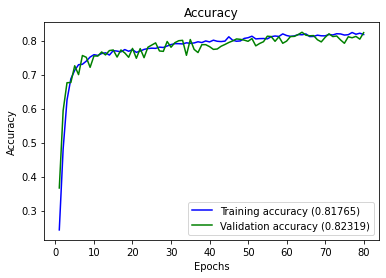 Accuracy
0.8
0.7
0.6
0.5
0.4
0.3
Accuracy
Training accuracy (0.81765)
Validation accuracy (0.82319)
0 10 20 30 40 50 60 70 80
Epochs